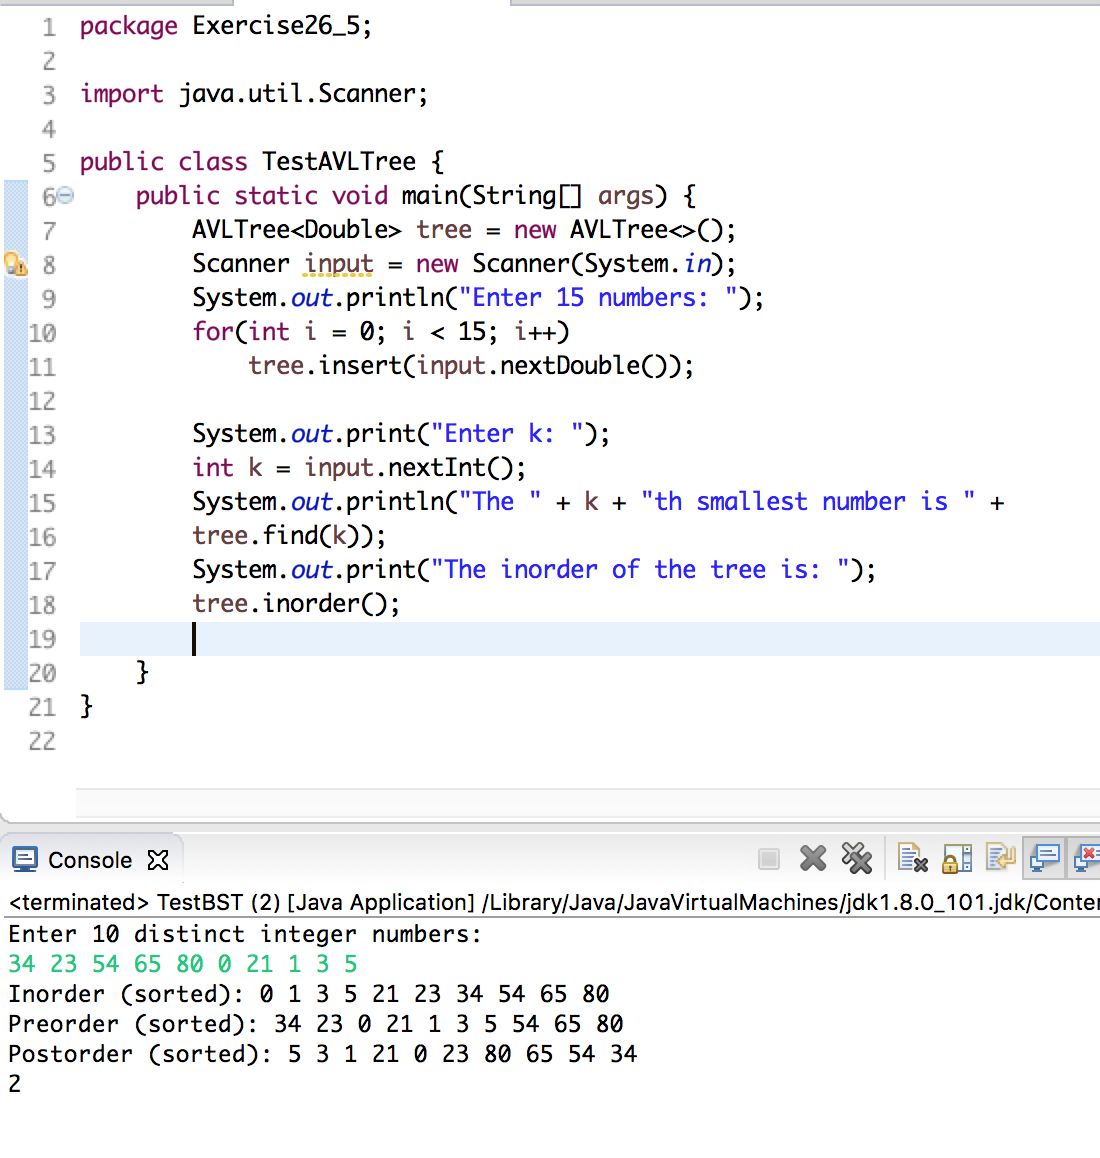 1 package Exercise26_5;
2
3 import java.util.Scanner;
4
5 public class TestAVLTree {
6 public static void main(String[] args) {
7 AVLTree<Double> tree = new AVLTree<>();
8 Scanner input = new Scanner(System.in);
9 System.out.println("Enter 15 numbers: ");
10 for(int i = 0; i < 15; i++)
11 tree.insert(input.nextDouble());
12
13 System.out.print("Enter k: ");
14 int k = input.nextInt();
15 System.out.println("The " + k + "th smallest number is " +
16 tree.find(k));
17 System.out.print("The inorder of the tree is: ");
18 tree.inorder();
19
20 }
21 }
22
Console
<terminated> TestBST (2) [Java Application] /Library/Java/JavaVirtualMachines/jdk1.8.0_101.jdk/Conter
Enter 10 distinct integer numbers:
34 23 54 65 80 0 21 1 3 5
Inorder (sorted): 0 1 3 5 21 23 34 54 65 80
Preorder (sorted): 34 23 0 21 1 3 5 54 65 80
Postorder (sorted): 5 3 1 21 0 23 80 65 54 34
2